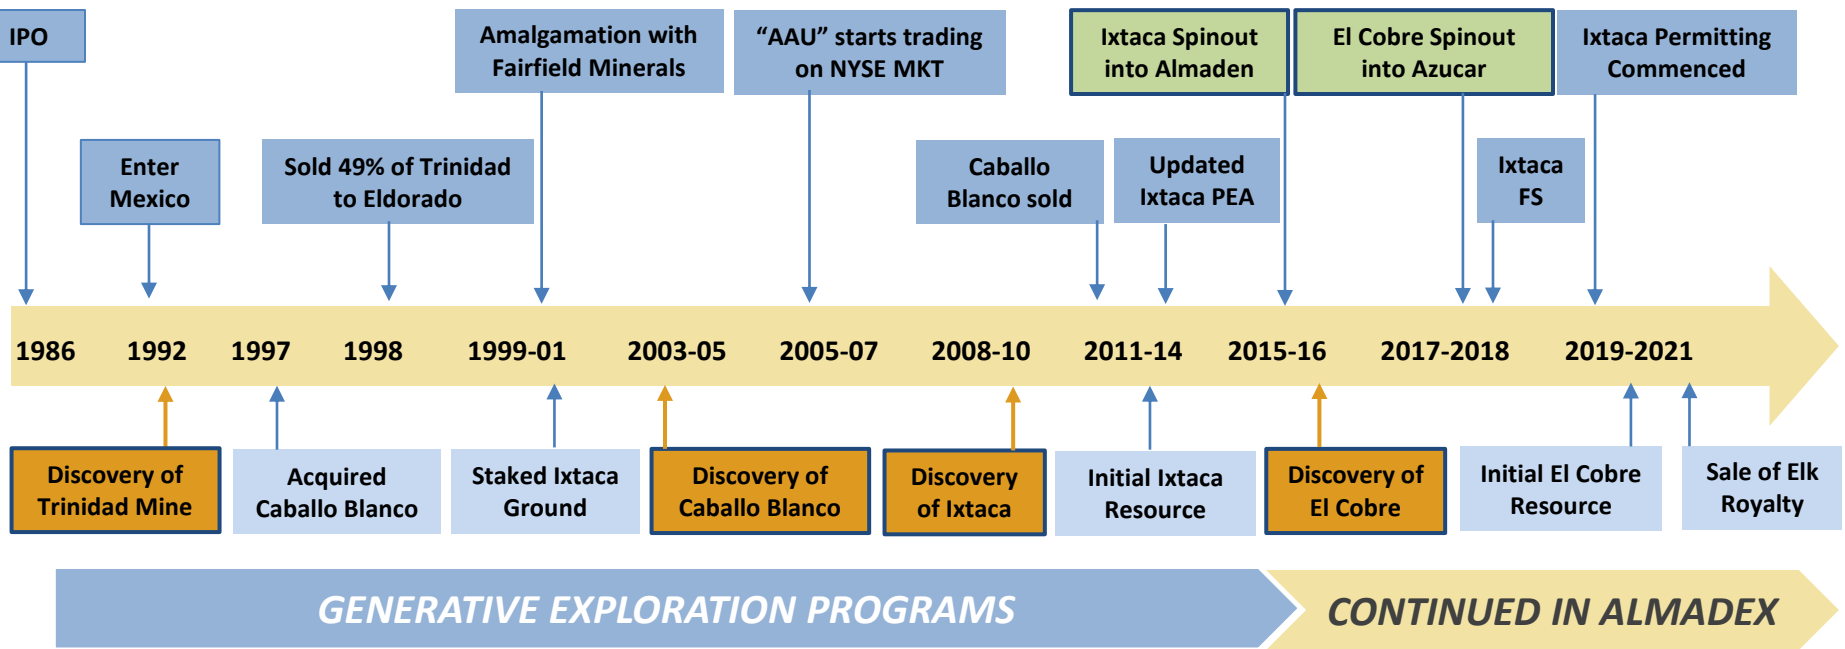 IPO
Amalgamation with
Fairfield Minerals
“AAU” starts trading
on NYSE MKT
Ixtaca Spinout
into Almaden
El Cobre Spinout
into Azucar
Ixtaca Permitting
Commenced
Enter
Mexico
Sold 49% of Trinidad
to Eldorado
Caballo
Blanco sold
Updated
Ixtaca PEA
Ixtaca
FS
1986
1992
1997
1998
1999-01
2003-05
2005-07
2008-10
2011-14
2015-16
2017-2018
2019-2021
Discovery of
Trinidad Mine
Acquired
Caballo Blanco
Staked Ixtaca
Ground
Discovery of
Caballo Blanco
Discovery
of Ixtaca
Initial Ixtaca
Resource
Discovery of
El Cobre
Initial El Cobre
Resource
Sale of Elk
Royalty
GENERATIVE EXPLORATION PROGRAMS
CONTINUED IN ALMADEX